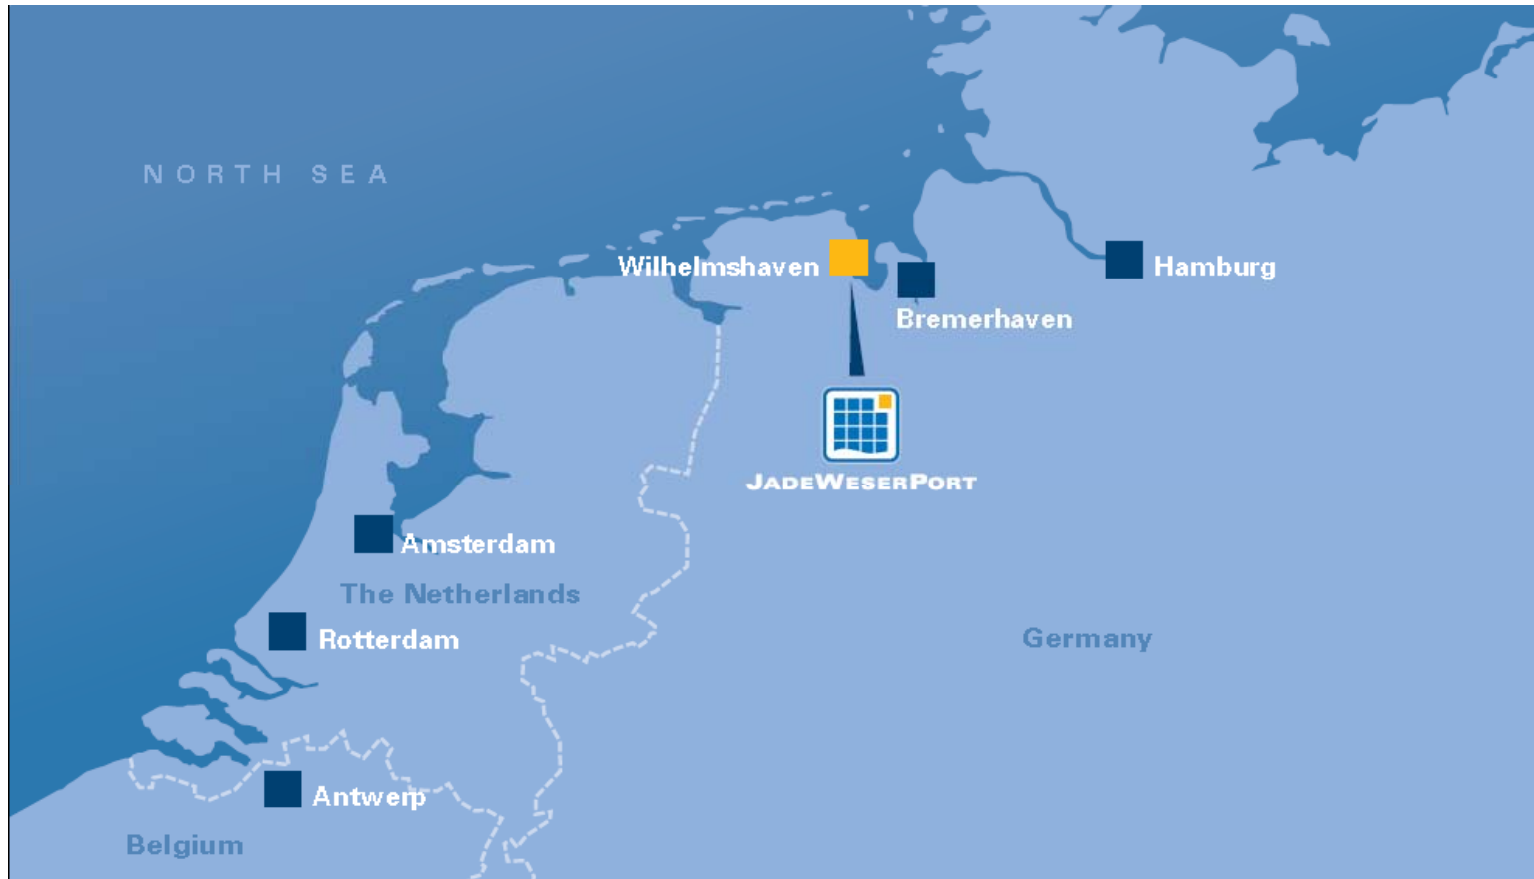 NORTH SEA
Wilhelmshaven
Hamburg
Bremerhaven
JADEWESERPORT
Amsterdam
The Netherlands
Rotterdam
Germany
Antwerp
Belgium